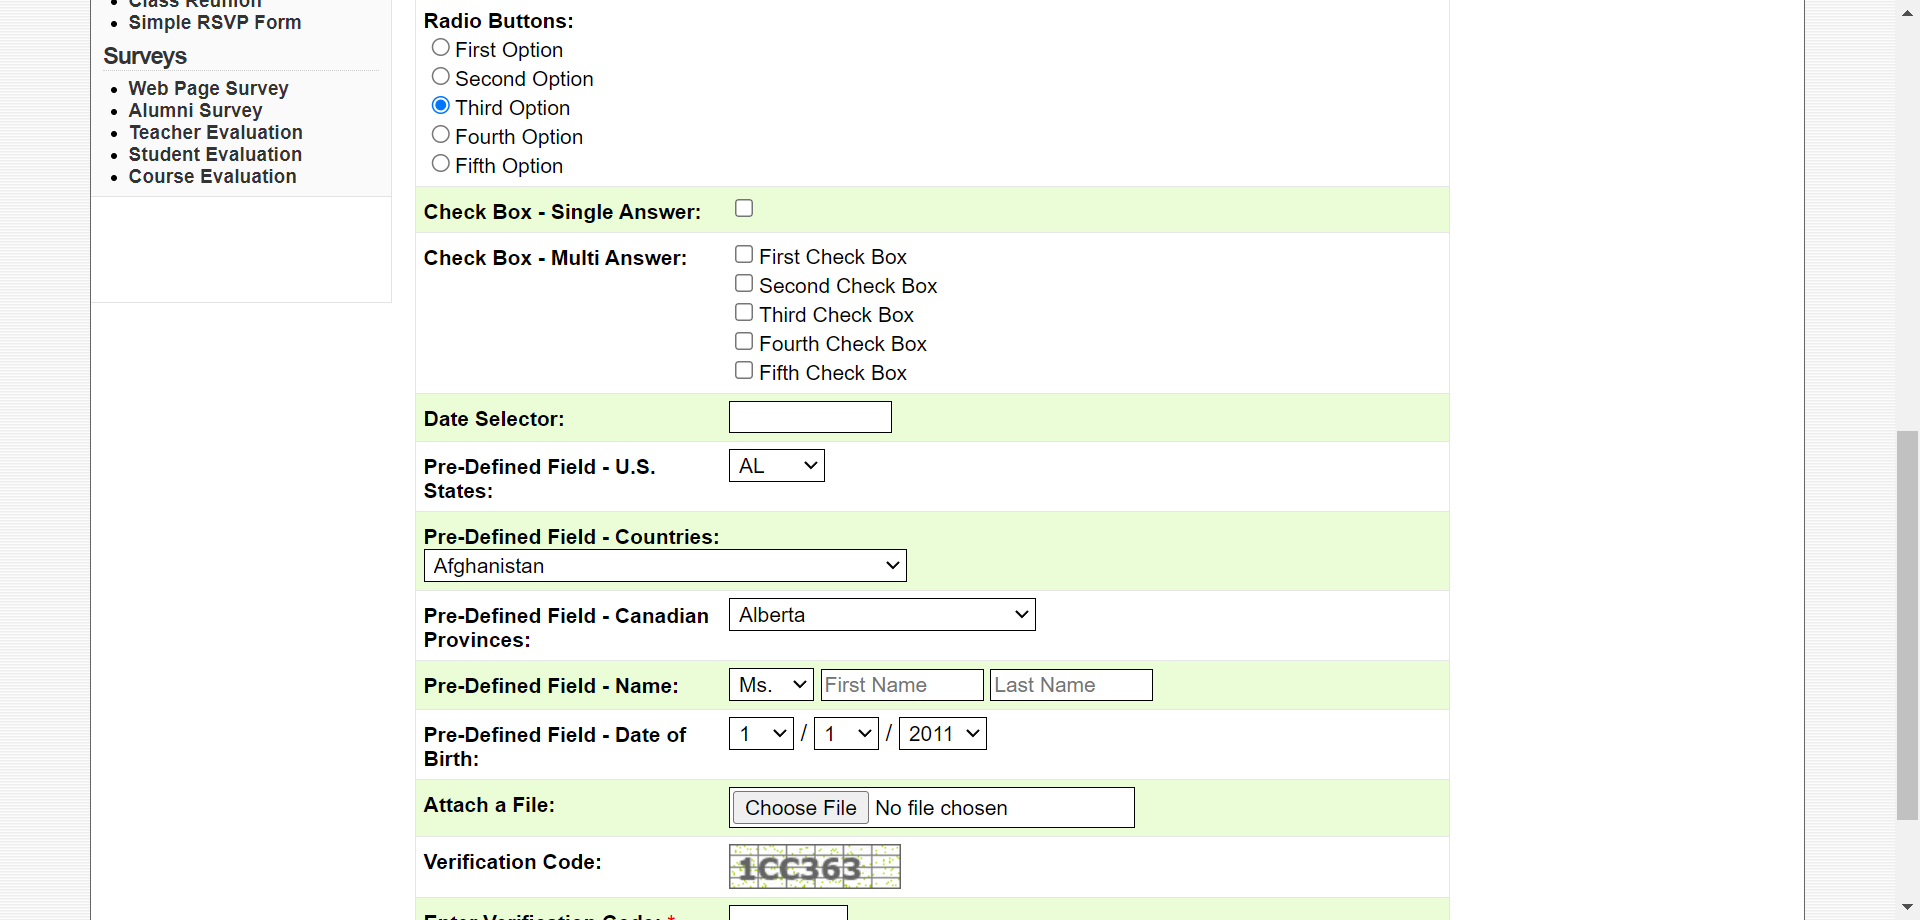 Class Reunion
Simple RSVP Form
Surveys
Web Page Survey
Alumni Survey
Teacher Evaluation
Student Evaluation
Course Evaluation
Radio Buttons:
First Option
Second Option
Third Option
Fourth Option
Fifth Option
Check Box - Single Answer:
Check Box - Multi Answer:
First Check Box
Second Check Box
Third Check Box
Fourth Check Box
Fifth Check Box
Date Selector:
Pre-Defined Field - U.S.
States:
AL
Pre-Defined Field - Countries:
Afghanistan
Pre-Defined Field - Canadian
Provinces:
Alberta
Pre-Defined Field - Name:
Ms. First Name Last Name
Pre-Defined Field - Date of
Birth:
1 / 1 / 2011
Attach a File:
Choose File No file chosen
Verification Code:
1CC363
Enter Verification Code: *